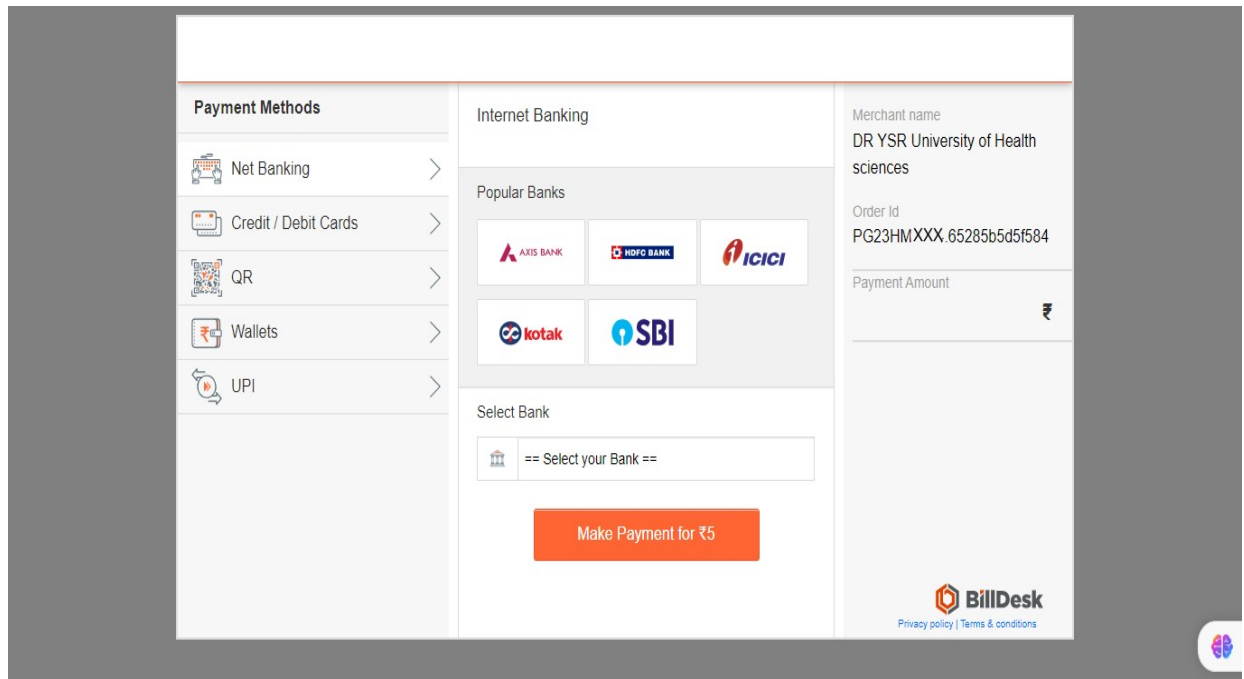 Payment Methods
Net Banking
Credit / Debit Cards
QR
Wallets
UPI
Internet Banking
Popular Banks
AXIS BANK
HDFC BANK
ICICI
kotak
SBI
Select Bank
== Select your Bank ==
Make Payment for ₹5
Merchant name
DR YSR University of Health
sciences
Order Id
PG23HMXXX.65285b5d5f584
Payment Amount
₹
BillDesk
Privacy policy | Terms & conditions